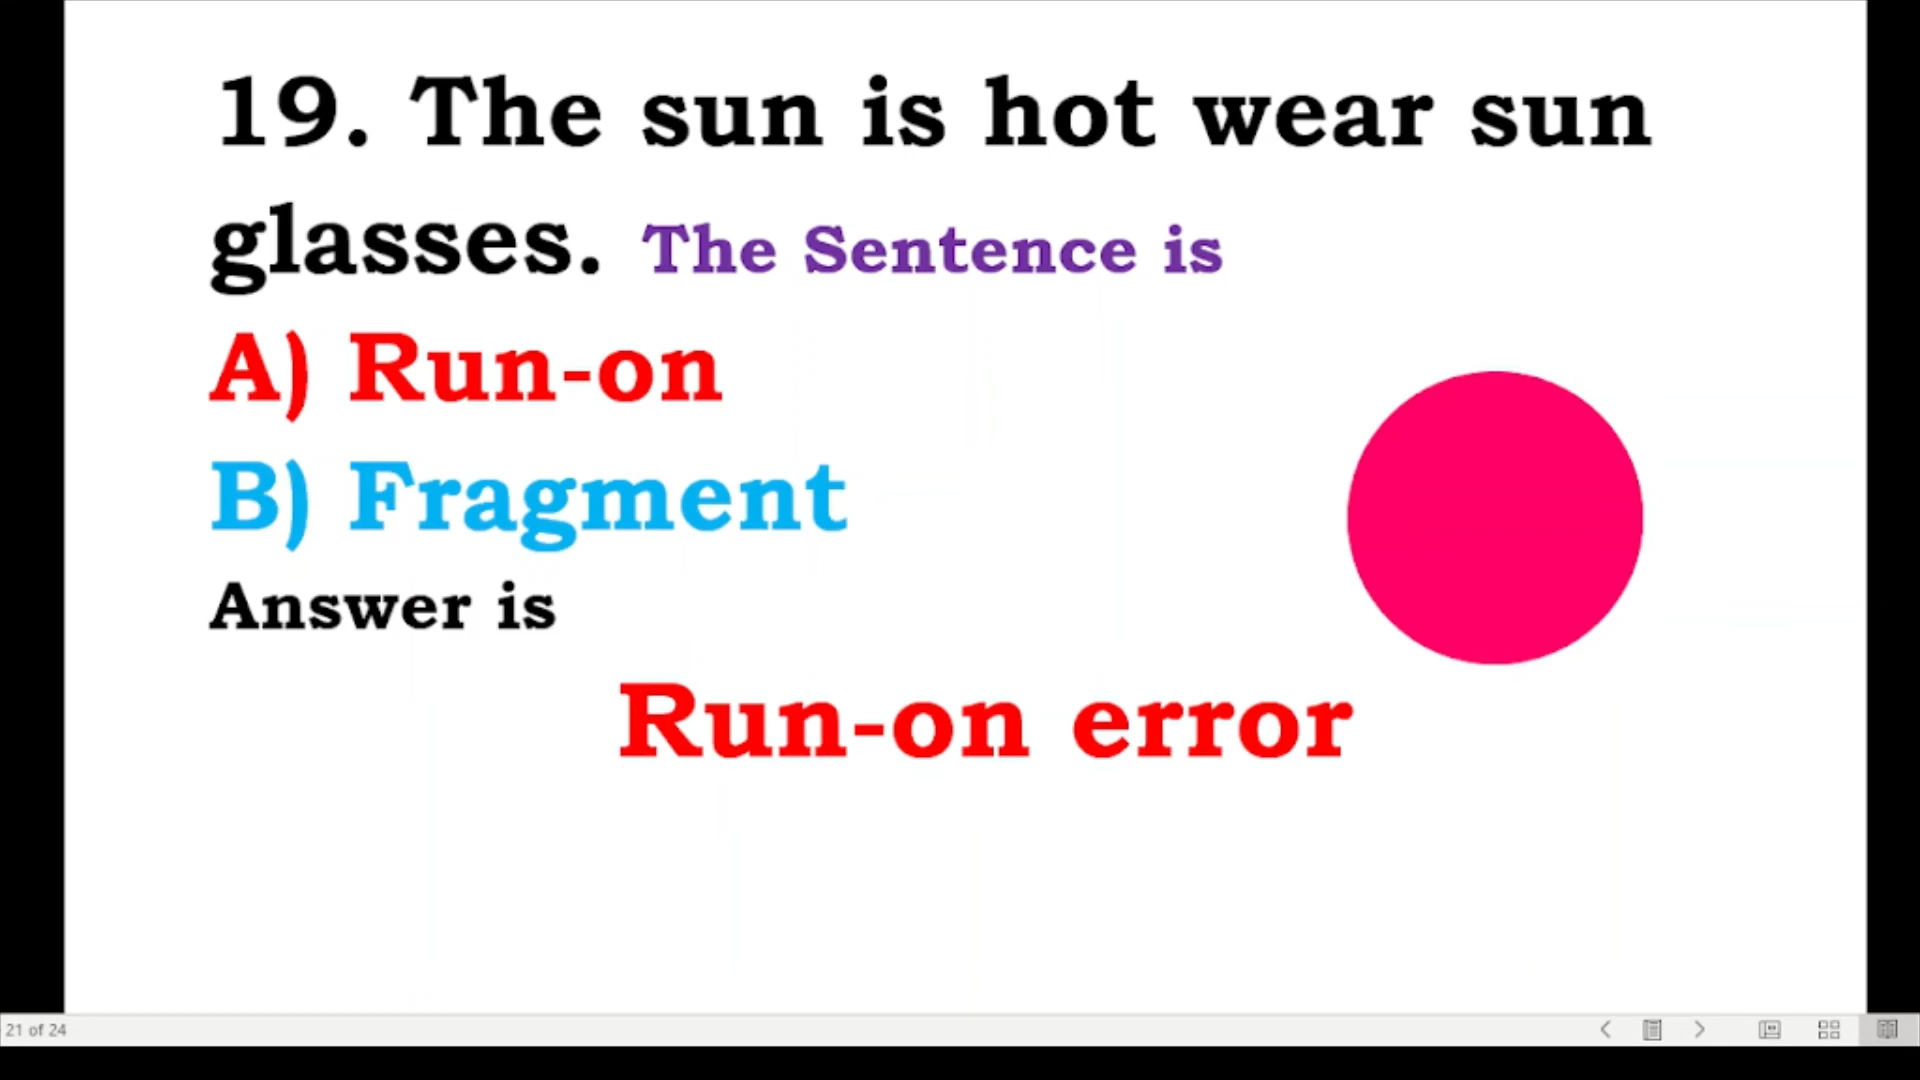 19. The sun is hot wear sun
glasses. The Sentence is
A) Run-on
B) Fragment
Answer is
Run-on error
21 of 24